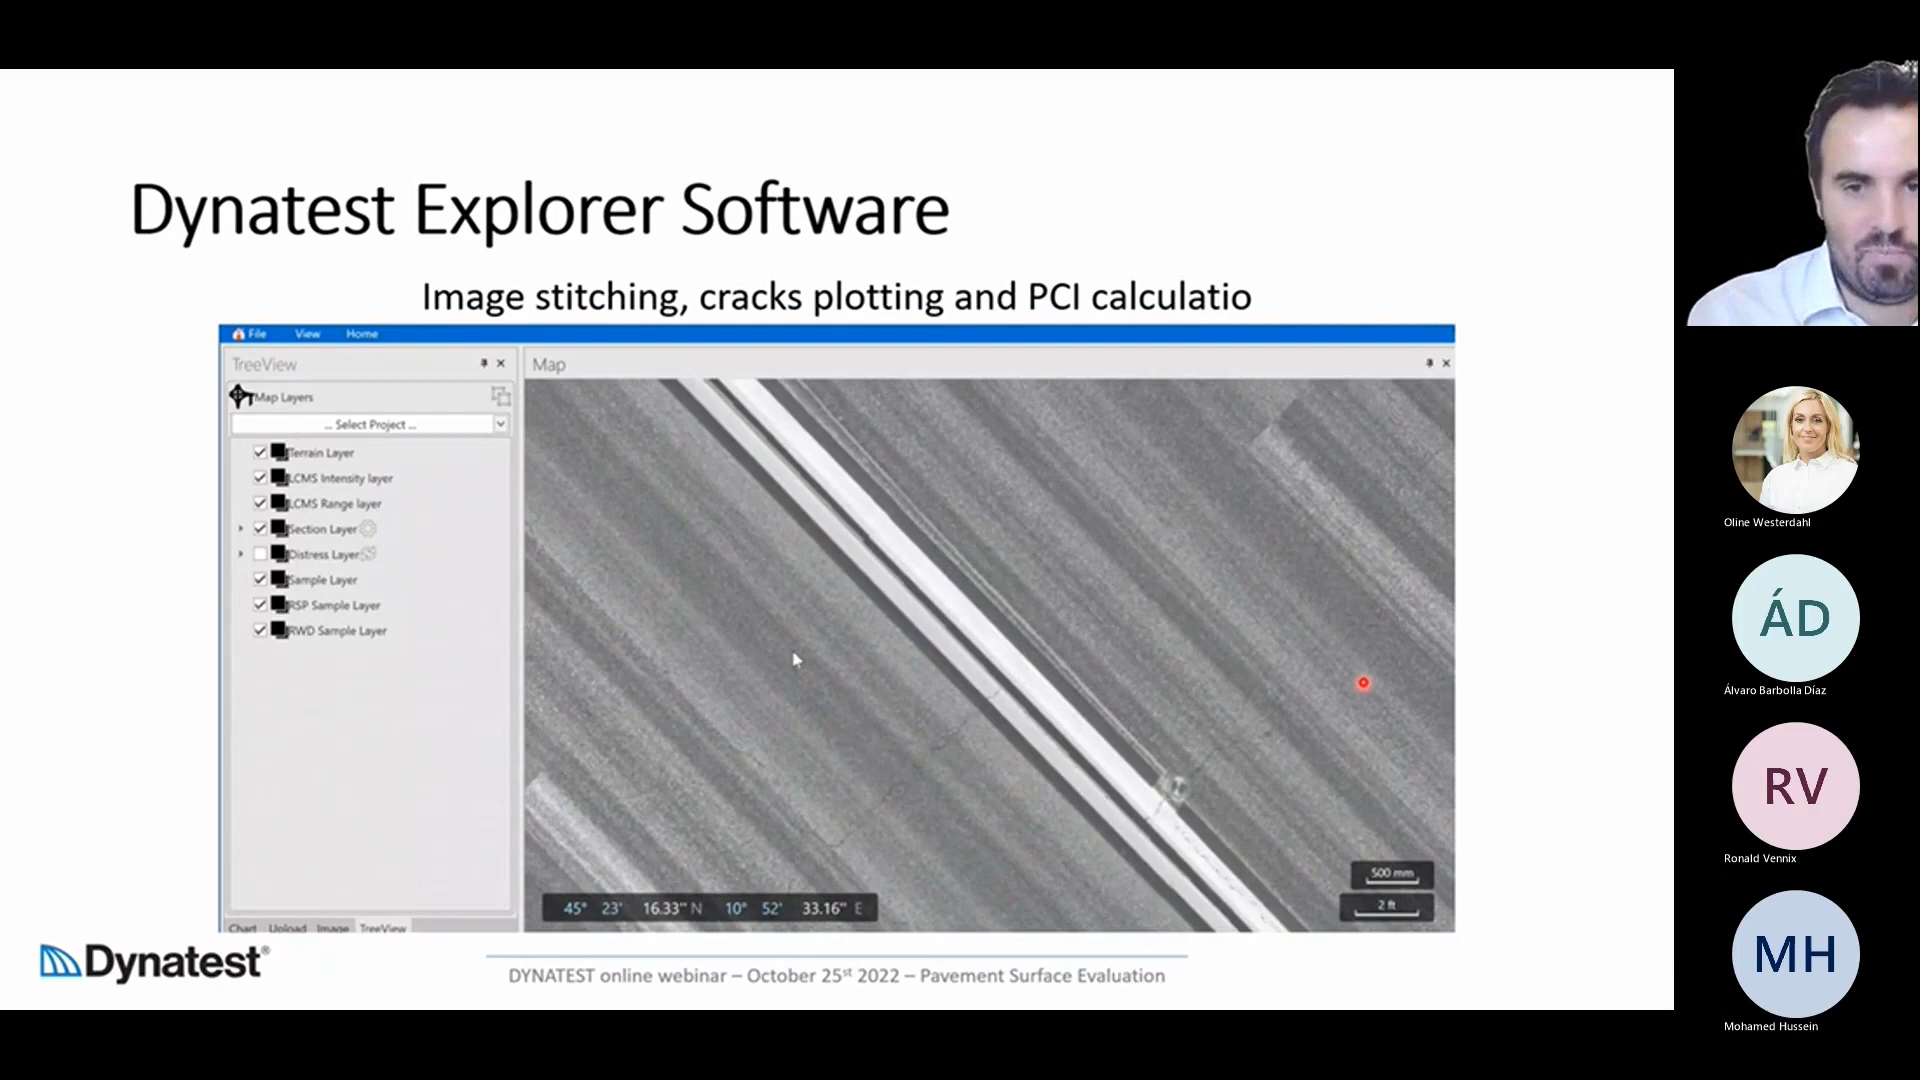 Dynatest Explorer Software
Image stitching, cracks plotting and PCI calculatio
File View Home
TreeView
Map
Map Layers
... Select Project ...
Terrain Layer
LCMS Intensity layer
LCMS Range layer
Section Layer
Distress Layer
Sample Layer
RSP Sample Layer
RWD Sample Layer
500 mm
2 ft
45° 23' 16.33" N 10° 52' 33.16" E
Chart Upload Image TreeView
Dynatest®
DYNATEST online webinar – October 25st 2022 – Pavement Surface Evaluation
Oline Westerdahl
ÁD
Álvaro Barbolla Díaz
RV
Ronald Vennix
MH
Mohamed Hussein